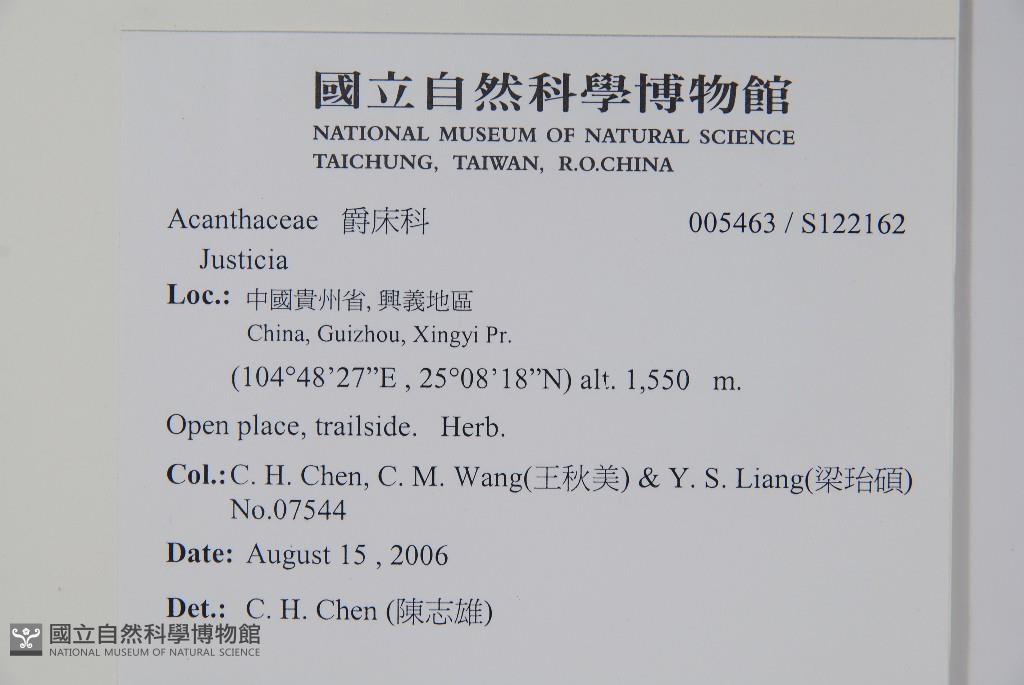 國立自然科學博物館
NATIONAL MUSEUM OF NATURAL SCIENCE
TAICHUNG, TAIWAN, R.O.CHINA
Acanthaceae 爵床科 005463 / S122162
Justicia
Loc.: 中國貴州省, 興義地區
China, Guizhou, Xingyi Pr.
(104°48’27”E , 25°08’18”N) alt. 1,550 m.
Open place, trailside. Herb.
Col.: C. H. Chen, C. M. Wang(王秋美) & Y. S. Liang(梁珆碩)
No.07544
Date: August 15 , 2006
Det.: C. H. Chen (陳志雄)
國立自然科學博物館
NATIONAL MUSEUM OF NATURAL SCIENCE